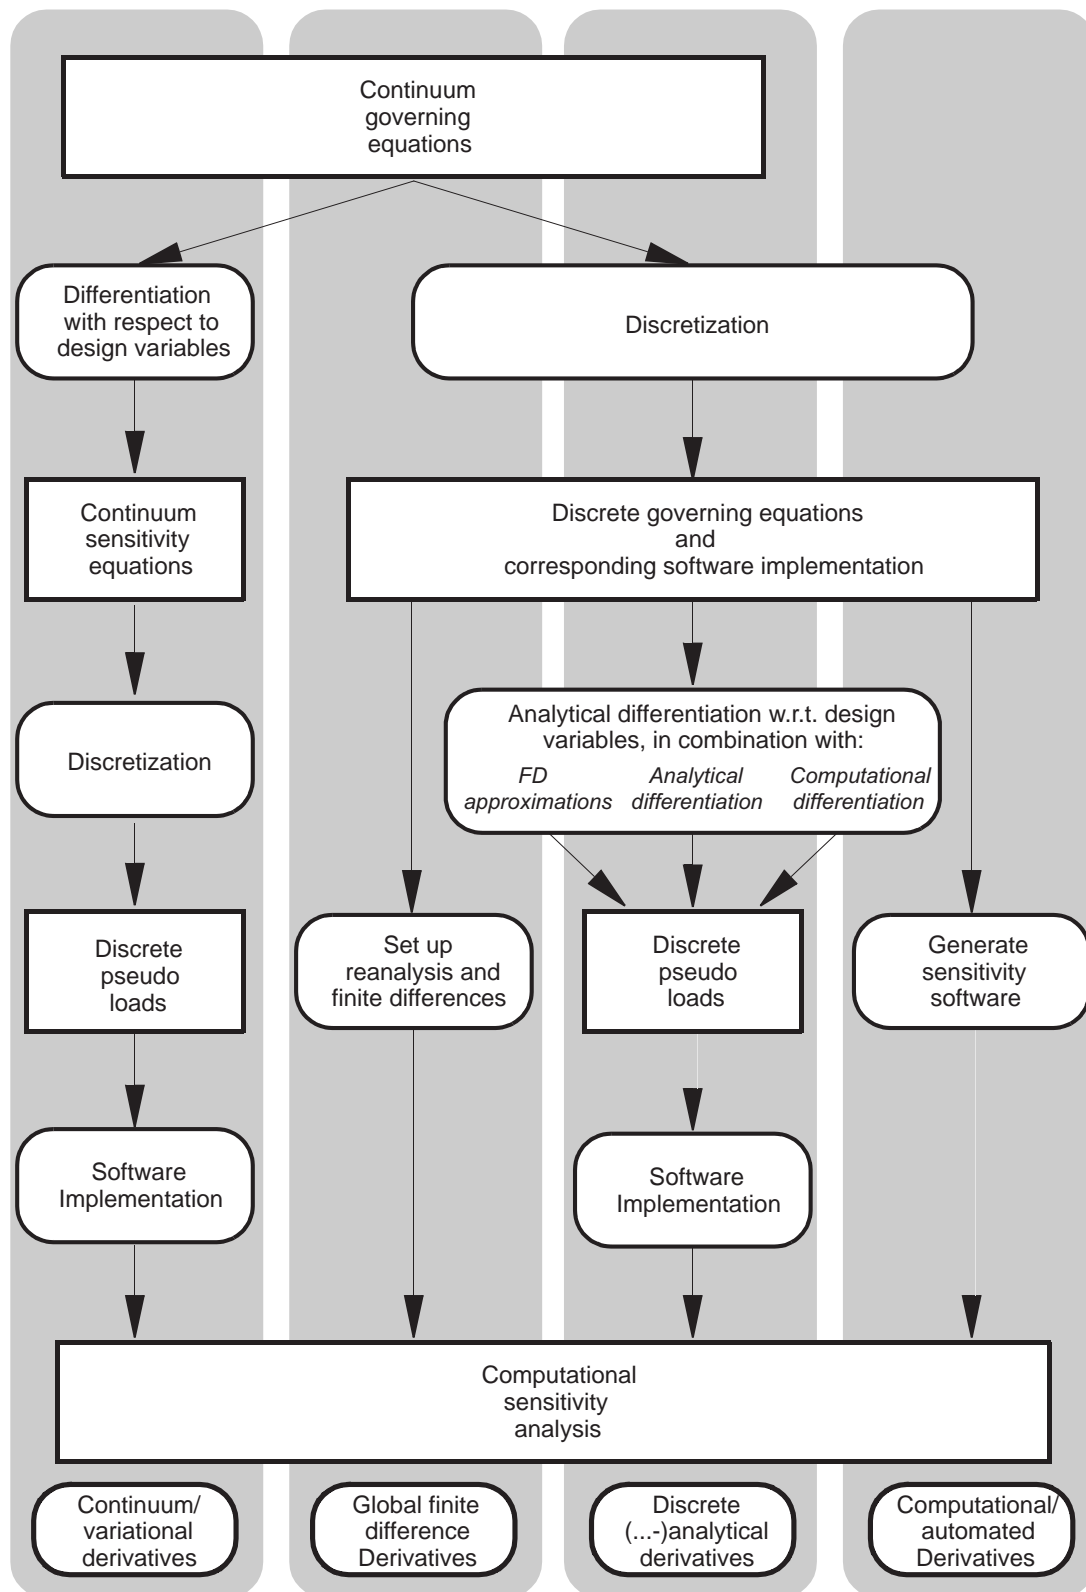 Continuum
governing
equations
Differentiation
with respect to
design variables
Discretization
Continuum
sensitivity
equations
Discrete governing equations
and
corresponding software implementation
Discretization
Analytical differentiation w.r.t. design
variables, in combination with:
FD
approximations
Analytical
differentiation
Computational
differentiation
Discrete
pseudo
loads
Set up
reanalysis and
finite differences
Discrete
pseudo
loads
Generate
sensitivity
software
Software
Implementation
Software
Implementation
Computational
sensitivity
analysis
Continuum/
variational
derivatives
Global finite
difference
Derivatives
Discrete
(...-)analytical
derivatives
Computational/
automated
Derivatives